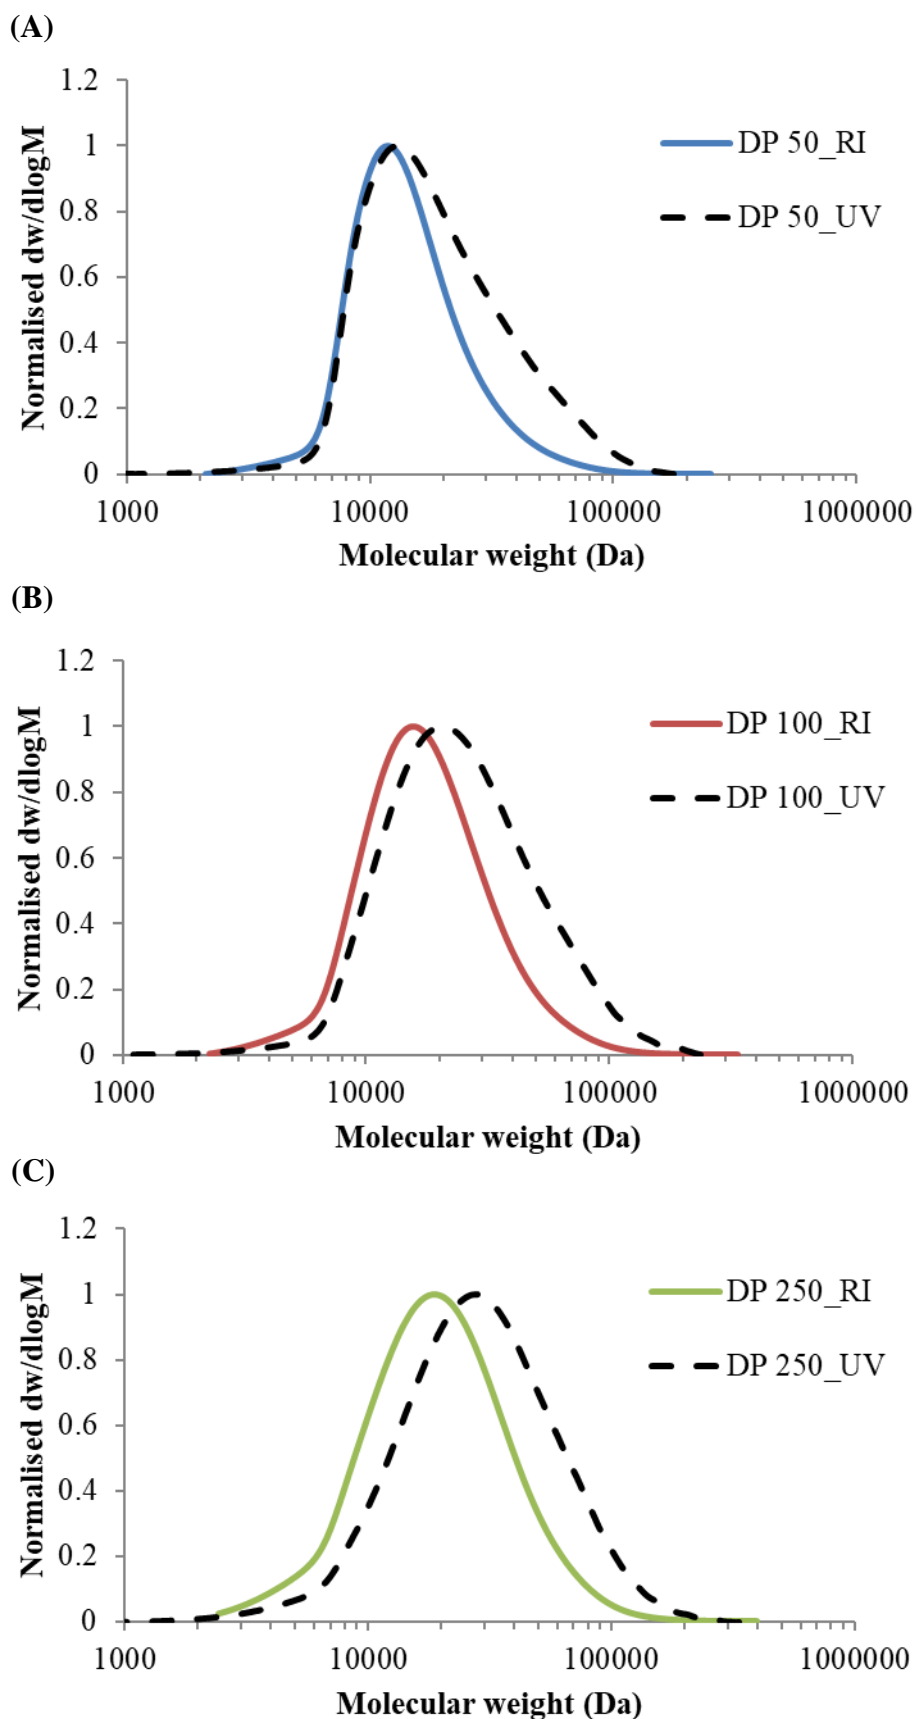 (A)
Normalised dw/dlogM
1.2
1
0.8
0.6
0.4
0.2
0
DP 50_RI
DP 50_UV
1000 10000 100000 1000000
Molecular weight (Da)
(B)
Normalised dw/dlogM
1.2
1
0.8
0.6
0.4
0.2
0
DP 100_RI
DP 100_UV
1000 10000 100000 1000000
Molecular weight (Da)
(C)
Normalised dw/dlogM
1.2
1
0.8
0.6
0.4
0.2
0
DP 250_RI
DP 250_UV
1000 10000 100000 1000000
Molecular weight (Da)